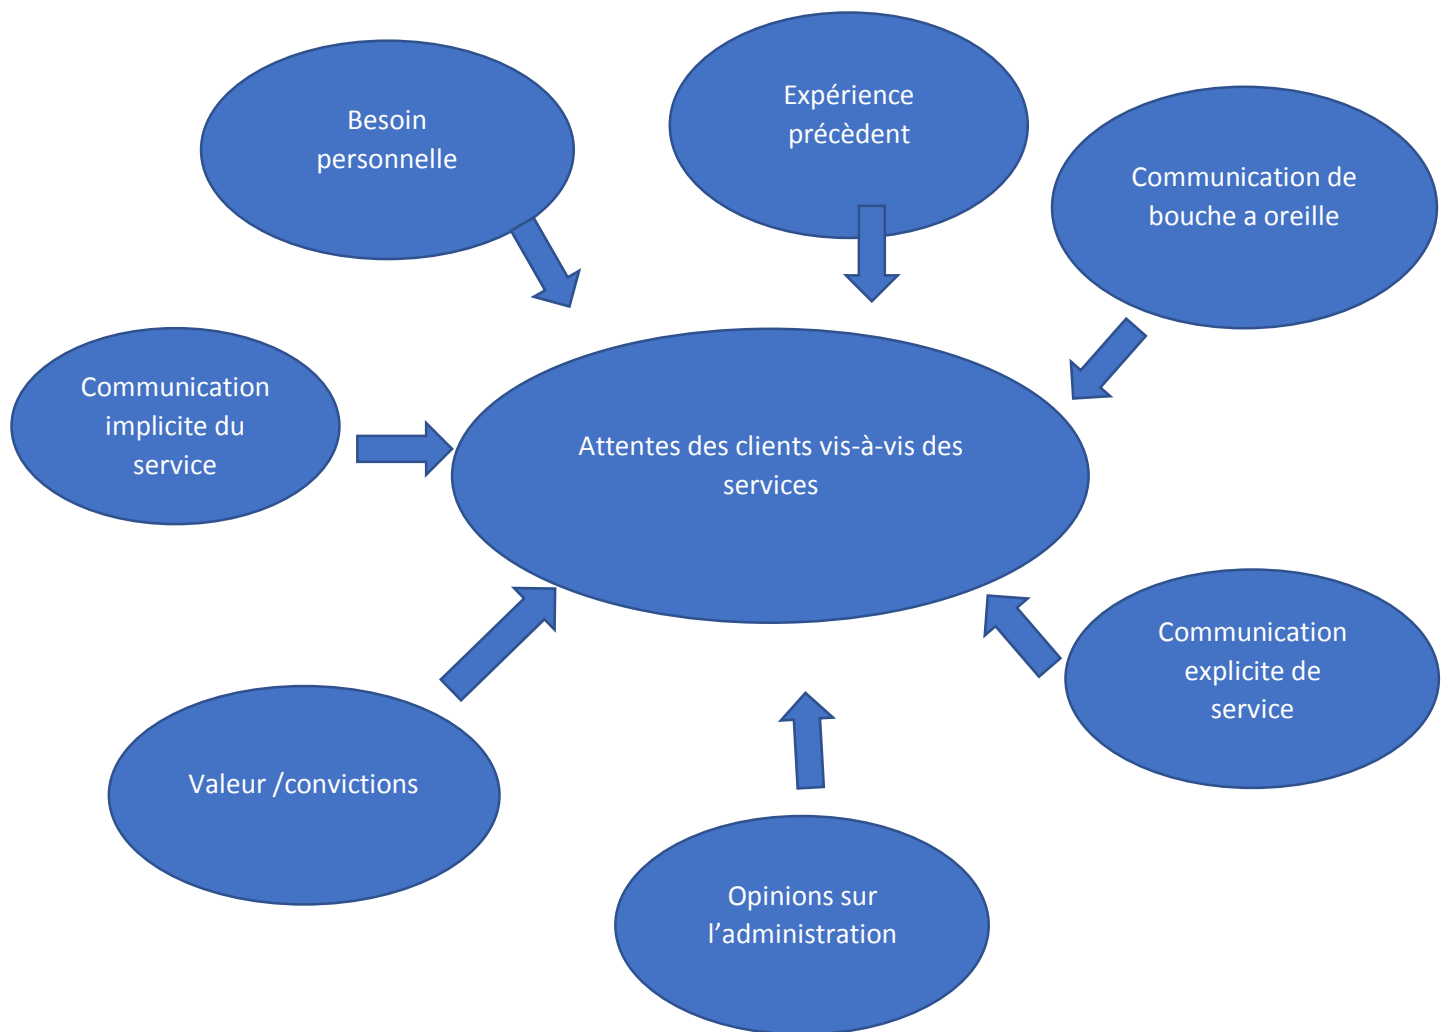 Besoin
personnelle
Expérience
précèdent
Communication de
bouche a oreille
Communication
implicite du
service
Attentes des clients vis-à-vis des
services
Communication
explicite de
service
Valeur /convictions
Opinions sur
l’administration